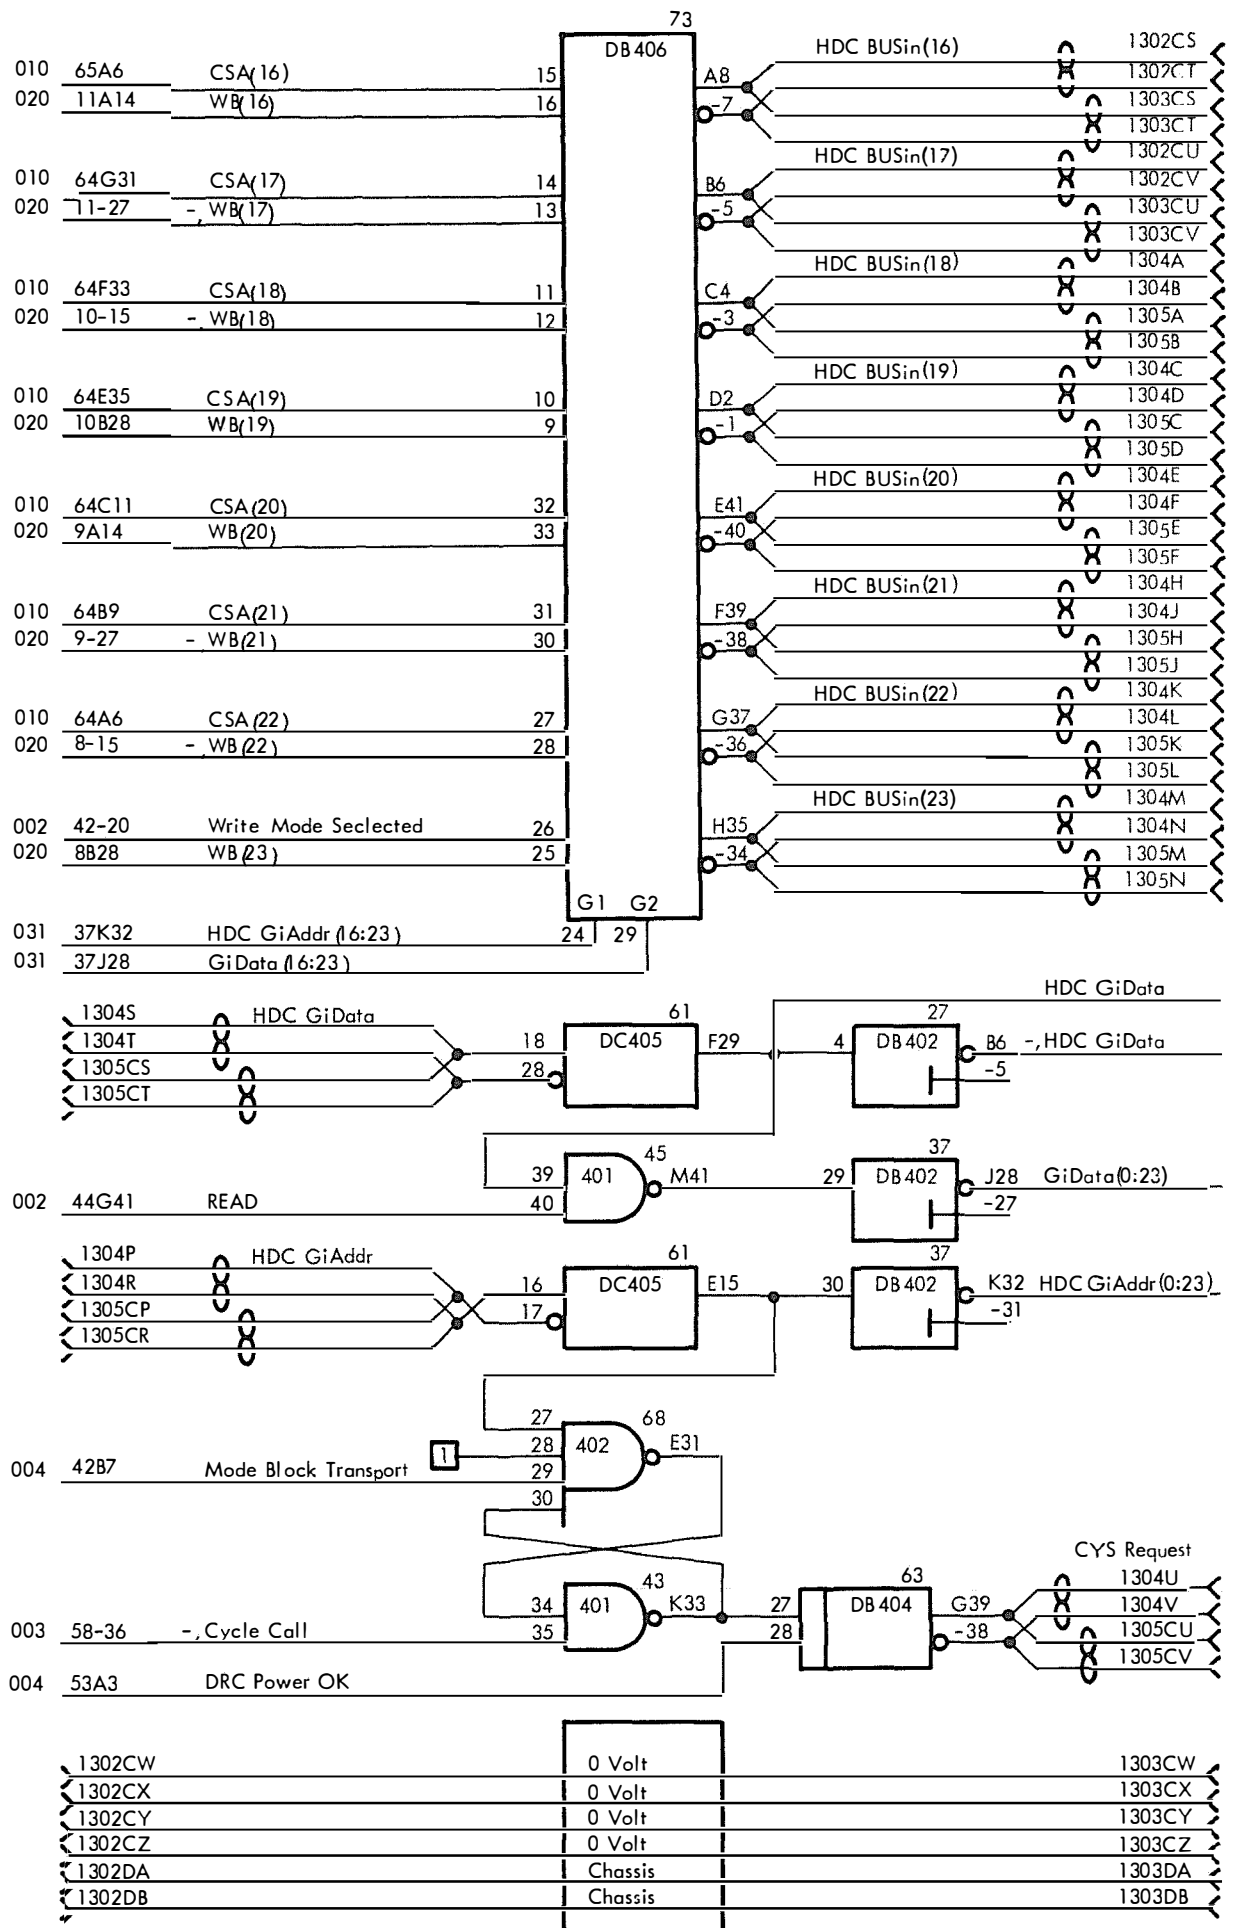 73
DB406
HDC BUSin(16) 1302CS
010 65A6 CSA(16) 15 A8 1302CT
020 11A14 WB(16) 16 -7 1303CS
1303CT
HDC BUSin(17) 1302CU
010 64G31 CSA(17) 14 B6 1302CV
020 11-27 -,WB(17) 13 -5 1303CU
1303CV
HDC BUSin(18) 1304A
010 64F33 CSA(18) 11 C4 1304B
020 10-15 -,WB(18) 12 -3 1305A
1305B
HDC BUSin(19) 1304C
010 64E35 CSA(19) 10 D2 1304D
020 10B28 WB(19) 9 -1 1305C
1305D
HDC BUSin(20) 1304E
010 64C11 CSA(20) 32 E41 1304F
020 9A14 WB(20) 33 -40 1305E
1305F
HDC BUSin(21) 1304H
010 64B9 CSA(21) 31 F39 1304J
020 9-27 -,WB(21) 30 -38 1305H
1305J
HDC BUSin(22) 1304K
010 64A6 CSA(22) 27 G37 1304L
020 8-15 -,WB(22) 28 -36 1305K
1305L
HDC BUSin(23) 1304M
002 42-20 Write Mode Seclected 26 H35 1304N
020 8B28 WB(23) 25 -34 1305M
1305N
G1 G2
031 37K32 HDC GiAddr(16:23) 24 29
031 37J28 GiData(16:23)
HDC GiData
1304S HDC GiData 61 27
1304T 18 DC405 F29 4 DB402 B6 -,HDC GiData
1305CS 28 -5
1305CT
45 37
39 401 M41 29 DB402 J28 GiData(0:23)
002 44G41 READ 40 -27
1304P HDC GiAddr 61 37
1304R 16 DC405 E15 30 DB402 K32 HDC GiAddr(0:23)
1305CP 17 -31
1305CR
27 68
1 28 402 E31
004 42B7 Mode Block Transport 29
30
CYS Request
43 63 1304U
34 401 K33 27 DB404 G39 1304V
003 58-36 -,Cycle Call 35 28 -38 1305CU
1305CV
004 53A3 DRC Power OK
1302CW 0 Volt 1303CW
1302CX 0 Volt 1303CX
1302CY 0 Volt 1303CY
1302CZ 0 Volt 1303CZ
1302DA Chassis 1303DA
1302DB Chassis 1303DB